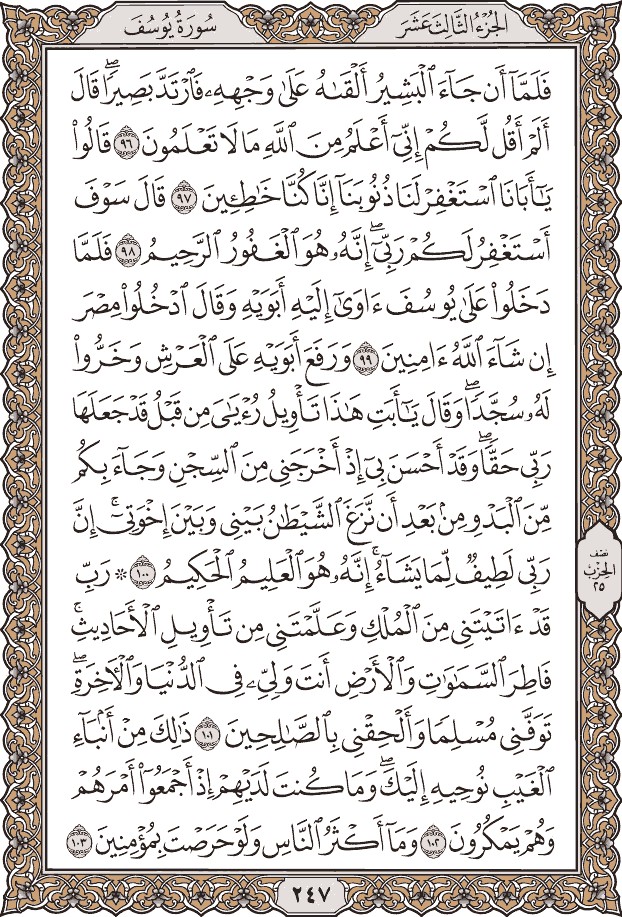 الجُزْءُ الثَّالِثَ عَشَرَ
سُورَةُ يُوسُفَ
فَلَمَّآ أَن جَآءَ ٱلْبَشِيرُ أَلْقَىٰهُ عَلَىٰ وَجْهِهِۦ فَٱرْتَدَّ بَصِيرًۭا ۖ قَالَ
أَلَمْ أَقُل لَّكُمْ إِنِّىٓ أَعْلَمُ مِنَ ٱللَّهِ مَا لَا تَعْلَمُونَ ٩٦ قَالُوا۟
يَـٰٓأَبَانَا ٱسْتَغْفِرْ لَنَا ذُنُوبَنَآ إِنَّا كُنَّا خَـٰطِـِٔينَ ٩٧ قَالَ سَوْفَ
أَسْتَغْفِرُ لَكُمْ رَبِّىٓ ۖ إِنَّهُۥ هُوَ ٱلْغَفُورُ ٱلرَّحِيمُ ٩٨ فَلَمَّا
دَخَلُوا۟ عَلَىٰ يُوسُفَ ءَاوَىٰٓ إِلَيْهِ أَبَوَيْهِ وَقَالَ ٱدْخُلُوا۟ مِصْرَ
إِن شَآءَ ٱللَّهُ ءَامِنِينَ ٩٩ وَرَفَعَ أَبَوَيْهِ عَلَى ٱلْعَرْشِ وَخَرُّوا۟
لَهُۥ سُجَّدًۭا ۖ وَقَالَ يَـٰٓأَبَتِ هَـٰذَا تَأْوِيلُ رُءْيَـٰىَ مِن قَبْلُ قَدْ جَعَلَهَا
رَبِّى حَقًّۭا ۖ وَقَدْ أَحْسَنَ بِىٓ إِذْ أَخْرَجَنِى مِنَ ٱلسِّجْنِ وَجَآءَ بِكُم
مِّنَ ٱلْبَدْوِ مِنۢ بَعْدِ أَن نَّزَغَ ٱلشَّيْطَـٰنُ بَيْنِى وَبَيْنَ إِخْوَتِىٓ ۚ إِنَّ
رَبِّى لَطِيفٌۭ لِّمَا يَشَآءُ ۚ إِنَّهُۥ هُوَ ٱلْعَلِيمُ ٱلْحَكِيمُ ١٠٠ ۞ رَبِّ
قَدْ ءَاتَيْتَنِى مِنَ ٱلْمُلْكِ وَعَلَّمْتَنِى مِن تَأْوِيلِ ٱلْأَحَادِيثِ ۚ
فَاطِرَ ٱلسَّمَـٰوَٰتِ وَٱلْأَرْضِ أَنتَ وَلِىِّۦ فِى ٱلدُّنْيَا وَٱلْـَٔاخِرَةِ ۖ
تَوَفَّنِى مُسْلِمًۭا وَأَلْحِقْنِى بِٱلصَّـٰلِحِينَ ١٠١ ذَٰلِكَ مِنْ أَنۢبَآءِ
ٱلْغَيْبِ نُوحِيهِ إِلَيْكَ ۖ وَمَا كُنتَ لَدَيْهِمْ إِذْ أَجْمَعُوٓا۟ أَمْرَهُمْ
وَهُمْ يَمْكُرُونَ ١٠٢ وَمَآ أَكْثَرُ ٱلنَّاسِ وَلَوْ حَرَصْتَ بِمُؤْمِنِينَ ١٠٣
نصف
الحزب
٢٥
٢٤٧